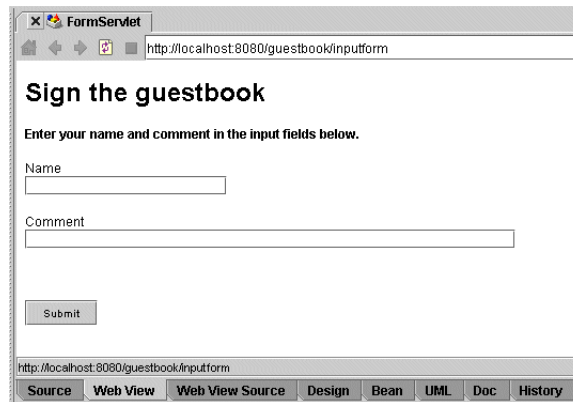 FormServlet
http://localhost:8080/guestbook/inputform
Sign the guestbook
Enter your name and comment in the input fields below.
Name
Comment
Submit
http://localhost:8080/guestbook/inputform
Source Web View Web View Source Design Bean UML Doc History